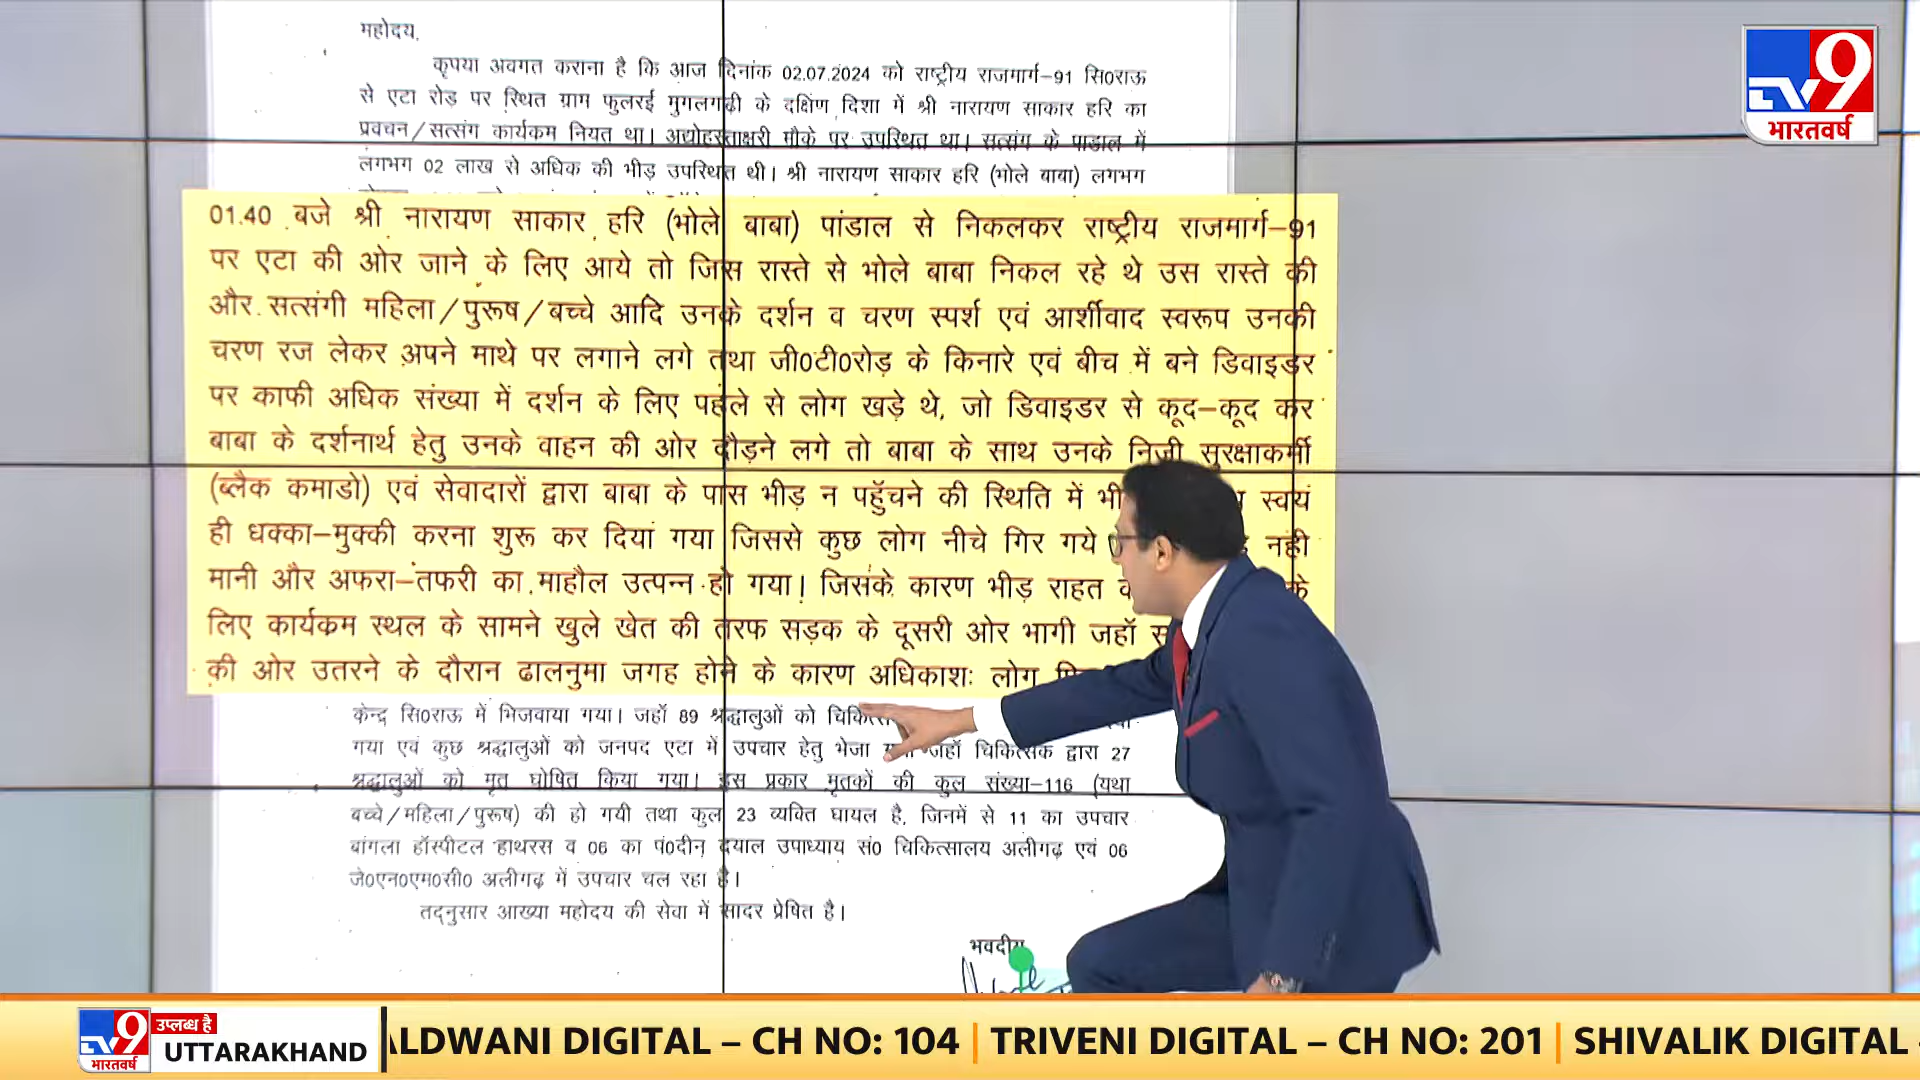 महोदय,
कृपया अवगत कराना है कि आज दिनांक 02.07.2024 को राष्ट्रीय राजमार्ग-91 सि0राऊ
से एटा रोड़ पर स्थित ग्राम फुलरई मुगलगढ़ी के दक्षिण दिशा में श्री नारायण साकार हरि का
प्रवचन/सत्संग कार्यकम नियत था। अद्योहस्ताक्षरी मौके पर उपस्थित था। सत्संग के पाडाल में
लगभग 02 लाख से अधिक की भीड़ उपस्थित थी। श्री नारायण साकार हरि (भोले बाबा) लगभग
01.40 बजे श्री नारायण साकार हरि (भोले बाबा) पांडाल से निकलकर राष्ट्रीय राजमार्ग-91
पर एटा की ओर जाने के लिए आये तो जिस रास्ते से भोले बाबा निकल रहे थे उस रास्ते की
और सत्संगी महिला/पुरूष/बच्चे आदि उनके दर्शन व चरण स्पर्श एवं आर्शीवाद स्वरूप उनकी
चरण रज लेकर अपने माथे पर लगाने लगे तथा जी0टी0रोड़ के किनारे एवं बीच में बने डिवाइडर
पर काफी अधिक संख्या में दर्शन के लिए पहले से लोग खड़े थे, जो डिवाइडर से कूद-कूद कर
बाबा के दर्शनार्थ हेतु उनके वाहन की ओर दौड़ने लगे तो बाबा के साथ उनके निजी सुरक्षाकर्मी
(ब्लैक कमाडो) एवं सेवादारों द्वारा बाबा के पास भीड़ न पहुॅचने की स्थिति में स्वयं
ही धक्का-मुक्की करना शुरू कर दिया गया जिससे कुछ लोग नीचे गिर गये नही
मानी और अफरा-तफरी का माहौल उत्पन्न हो गया। जिसके कारण भीड़ राहत के
लिए कार्यकम स्थल के सामने खुले खेत की तरफ सड़क के दूसरी ओर भागी जहॉ
की ओर उतरने के दौरान ढालनुमा जगह होने के कारण अधिकाशः लोग
केन्द्र सि0राऊ में भिजवाया गया। जहॉ 89 श्रद्धालुओं को
गया एवं कुछ श्रद्धालुओं को जनपद एटा में उपचार हेतु भेजा जहॉ चिकित्सक द्वारा 27
श्रद्धालुओं को मृत घोषित किया गया। इस प्रकार मृतकों की कुल संख्या-116 (यथा
बच्चे/महिला/पुरूष) की हो गयी तथा कुल 23 व्यक्ति घायल है, जिनमें से 11 का उपचार
बांगला हॉस्पीटल हाथरस व 06 का पं0दीन दयाल उपाध्याय सं0 चिकित्सालय अलीगढ़ एवं 06
जे0एन0एम0सी0 अलीगढ़ में उपचार चल रहा है।
तद्नुसार आख्या महोदय की सेवा में सादर प्रेषित है।
भवदीय
TV9
भारतवर्ष
TV9
भारतवर्ष
उप्लब्ध है
UTTARAKHAND
ALDWANI DIGITAL – CH NO: 104 | TRIVENI DIGITAL – CH NO: 201 | SHIVALIK DIGITAL –